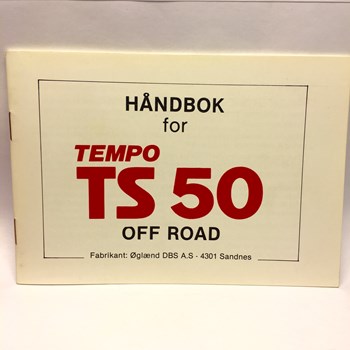 HÅNDBOK
for
TEMPO
TS 50
OFF ROAD
Fabrikant: Øglænd DBS A.S - 4301 Sandnes